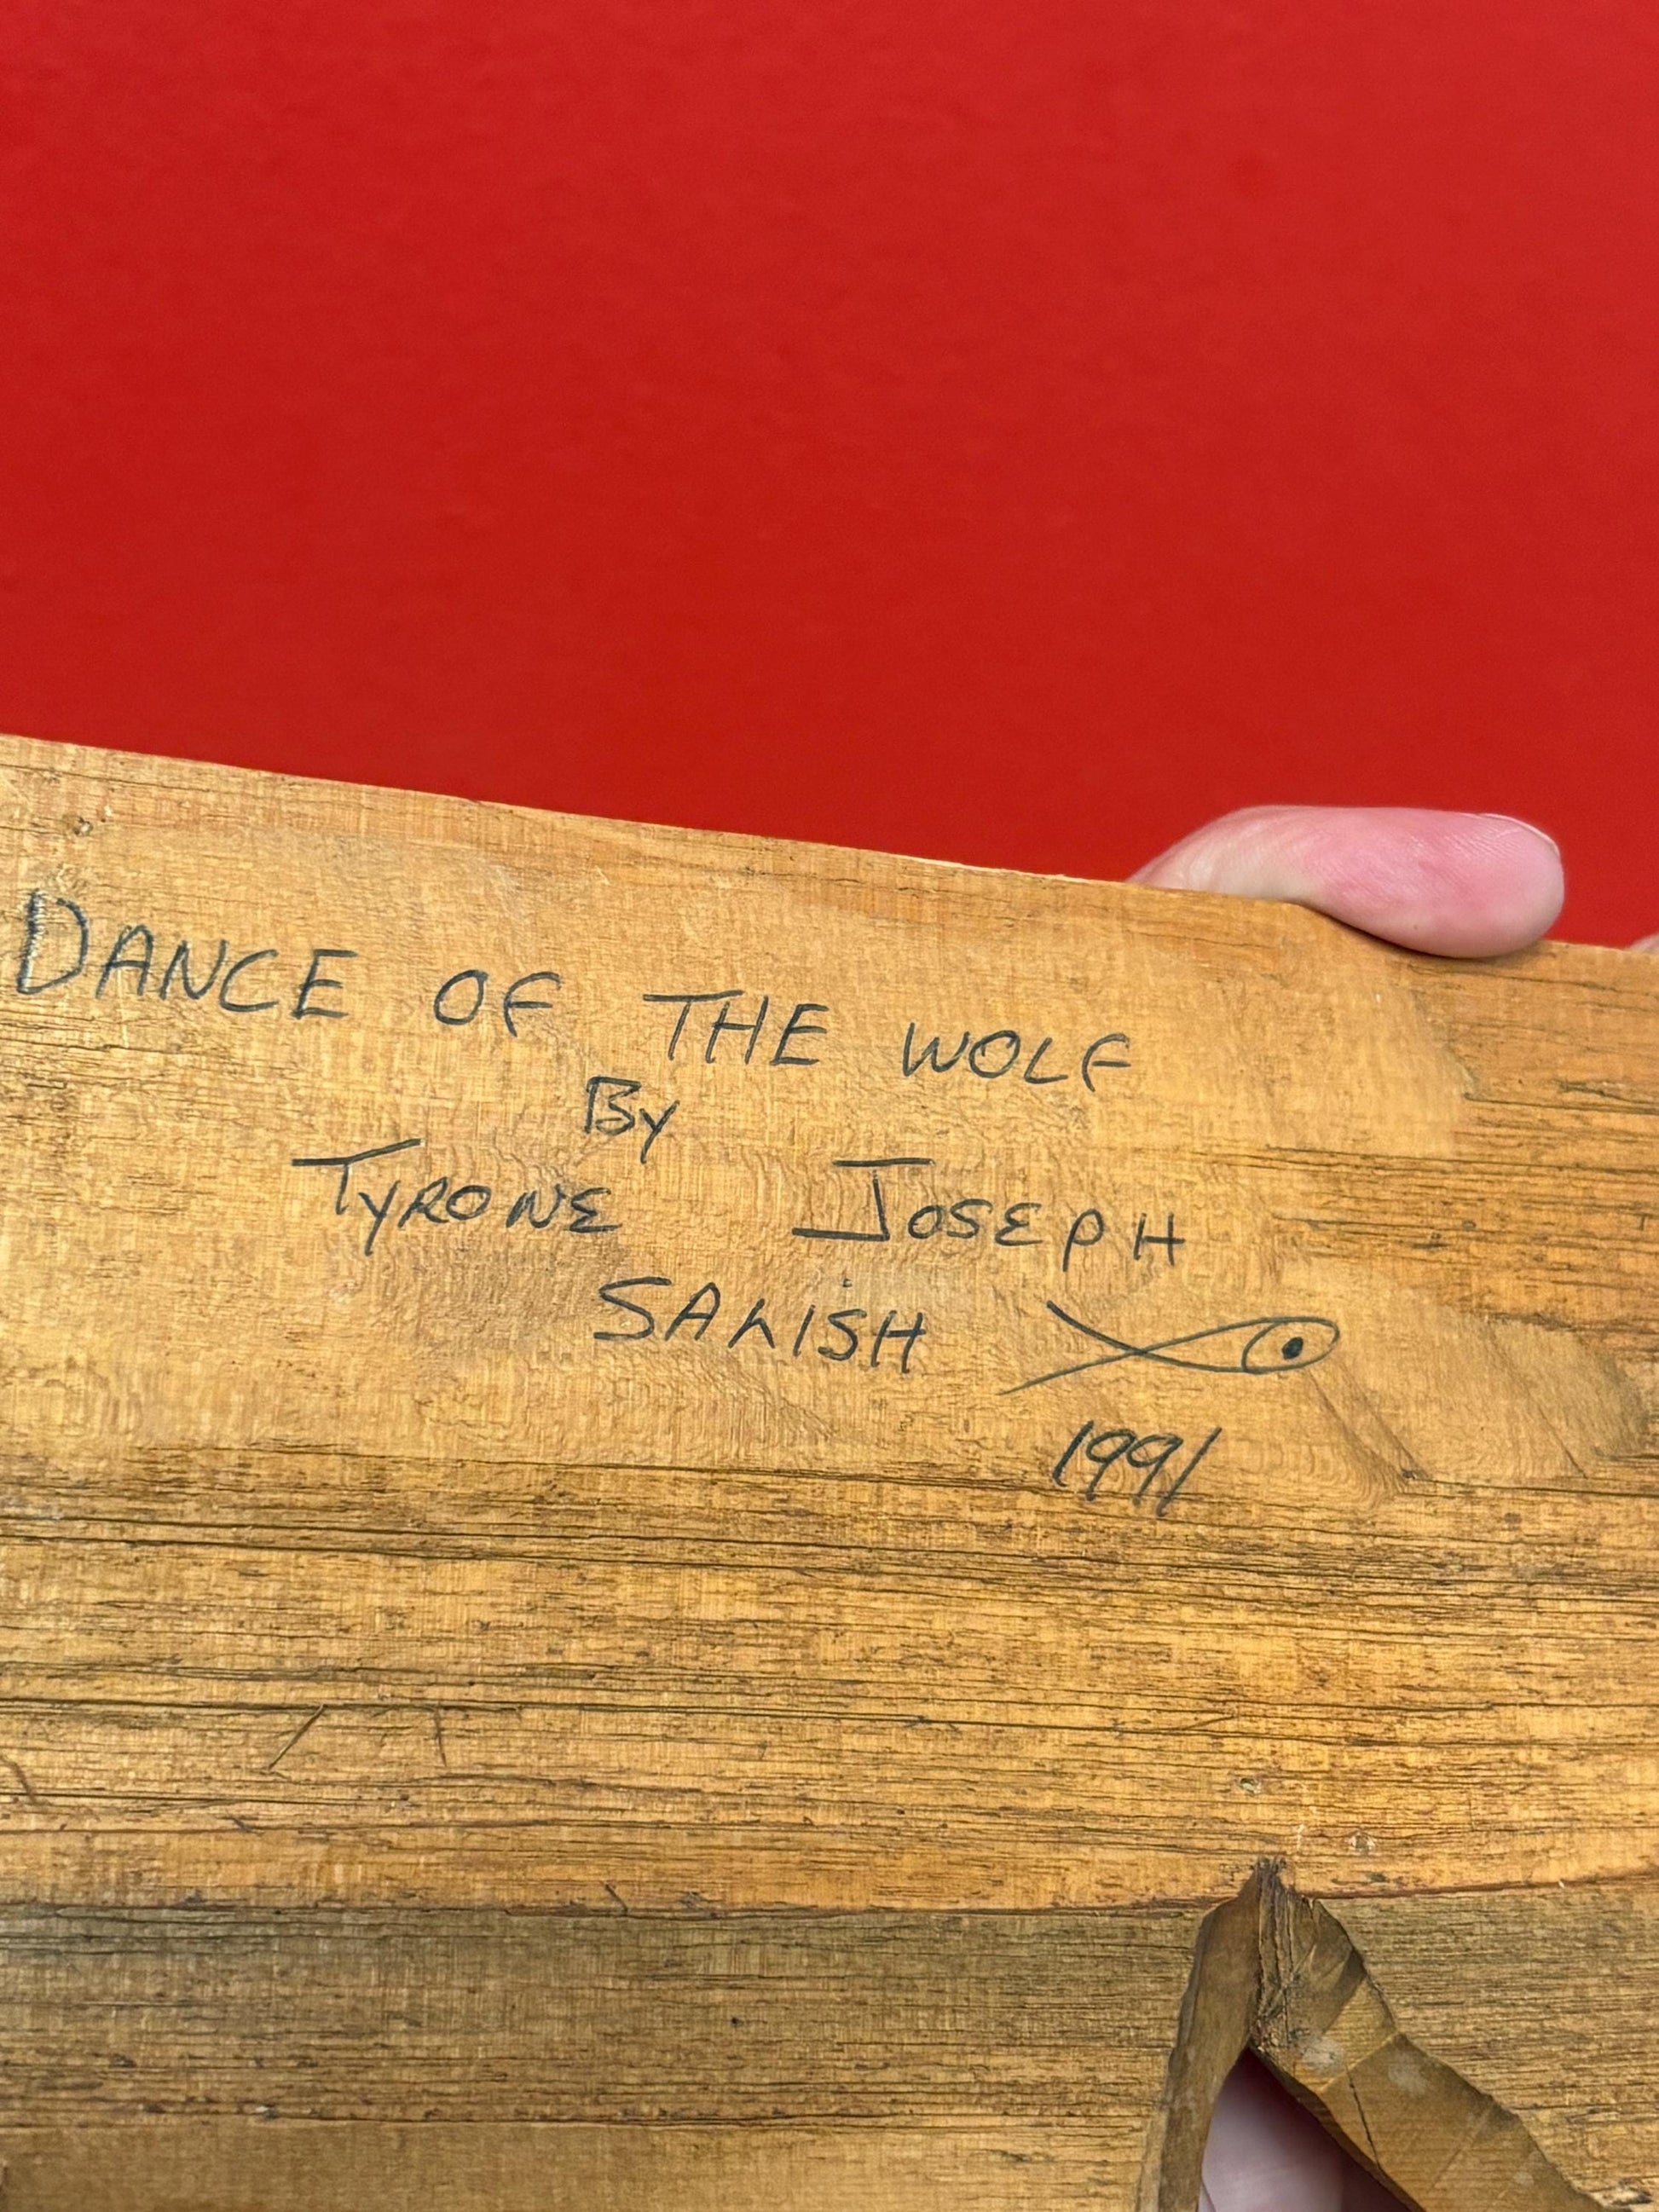 DANCE OF THE WOLF
By
TYRONE JOSEPH
SALISH
1991